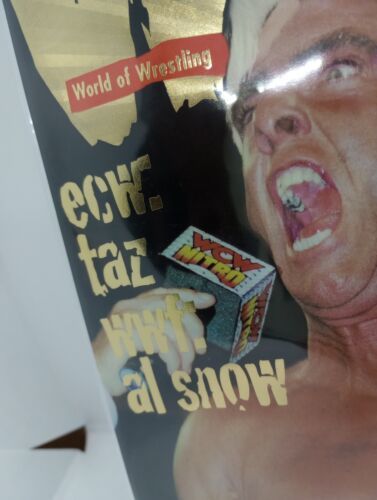 World of Wrestling
ecw:
taz
WCW
NITRO
wwf:
al snow